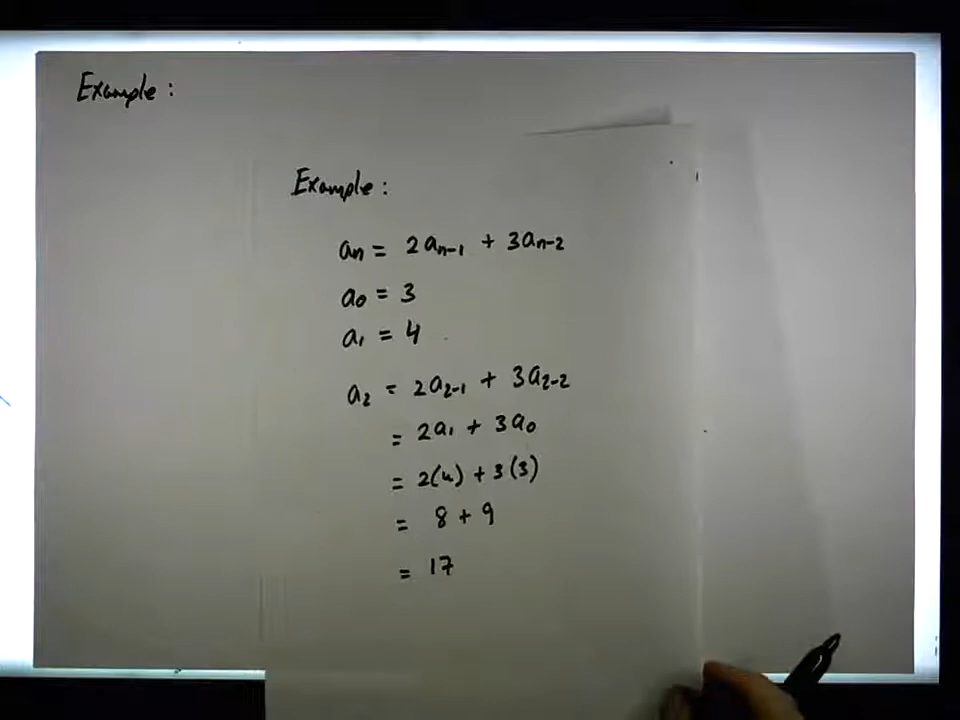 Example:
Example:
aₙ = 2aₙ₋₁ + 3aₙ₋₂
a₀ = 3
a₁ = 4
a₂ = 2a₂₋₁ + 3a₂₋₂
= 2a₁ + 3a₀
= 2(4) + 3(3)
= 8 + 9
= 17